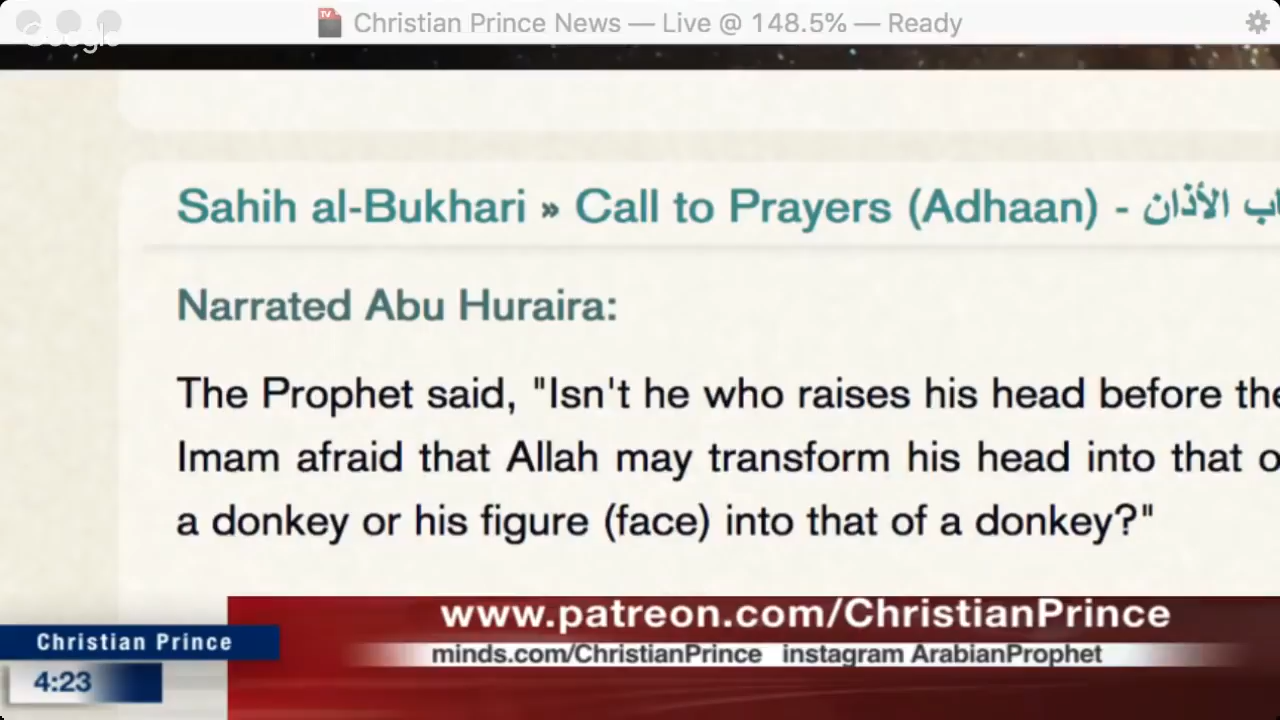 Christian Prince News — Live @ 148.5% — Ready
Google
Sahih al-Bukhari » Call to Prayers (Adhaan) - الأذان
Narrated Abu Huraira:
The Prophet said, "Isn't he who raises his head before the
Imam afraid that Allah may transform his head into that o
a donkey or his figure (face) into that of a donkey?"
www.patreon.com/ChristianPrince
minds.com/ChristianPrince instagram ArabianProphet
Christian Prince
4:23